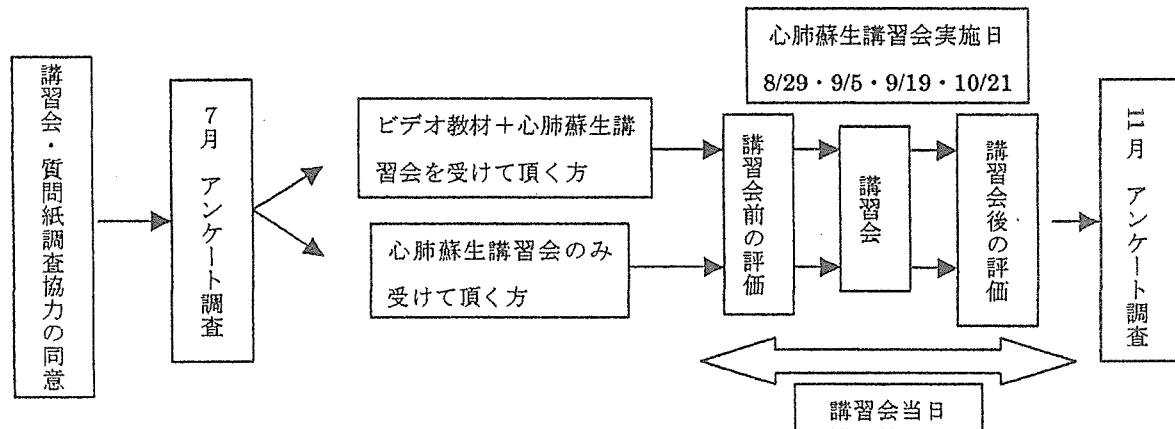 講習会・質問紙調査協力の同意
7月 アンケート調査
ビデオ教材＋心肺蘇生講
習会を受けて頂く方
心肺蘇生講習会のみ
受けて頂く方
心肺蘇生講習会実施日
8/29・9/5・9/19・10/21
講習会前の評価
講習会
講習会後の評価
11月 アンケート調査
講習会当日